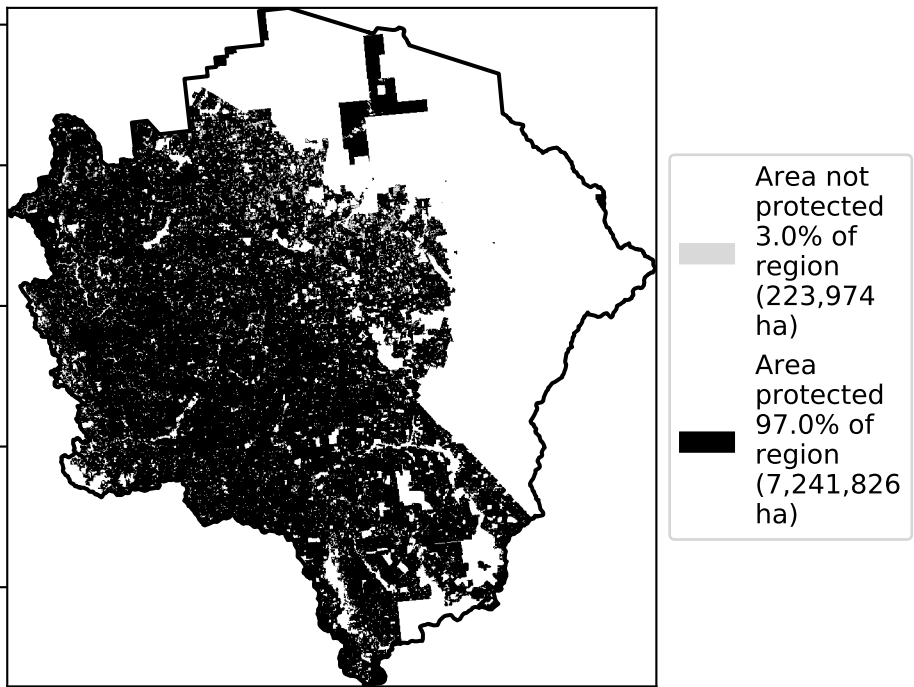 Area not
protected
3.0% of
region
(223,974
ha)
Area
protected
97.0% of
region
(7,241,826
ha)